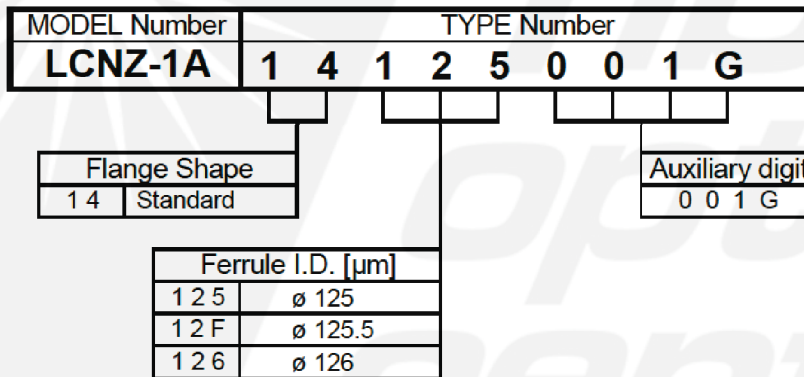 MODEL Number TYPE Number
LCNZ-1A 1 4 1 2 5 0 0 1 G
Flange Shape Auxiliary digit
1 4 Standard 0 0 1 G
Ferrule I.D. [µm]
1 2 5 ø 125
1 2 F ø 125.5
1 2 6 ø 126